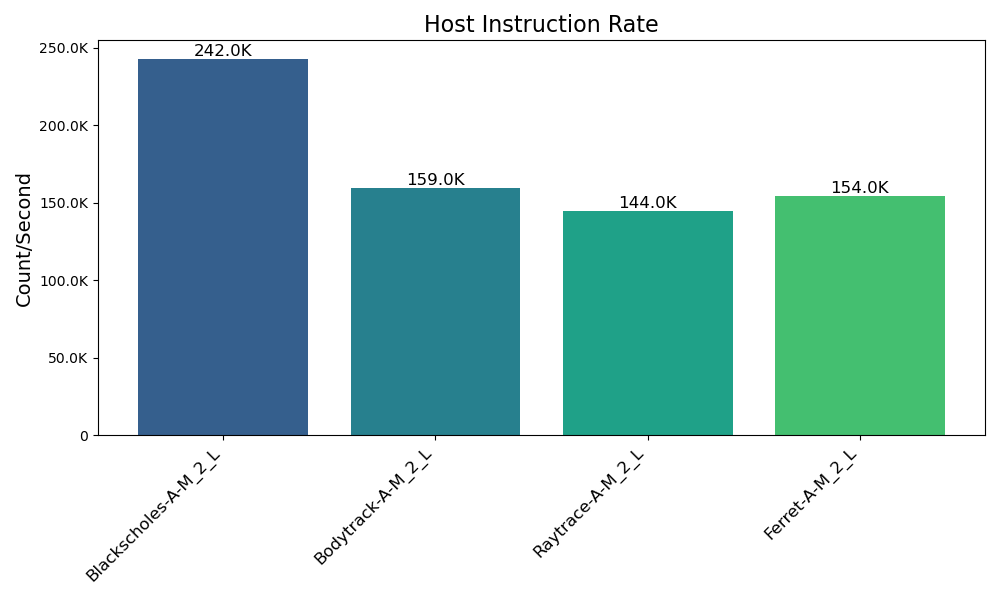 Host Instruction Rate
Count/Second
250.0K
200.0K
150.0K
100.0K
50.0K
0
242.0K
159.0K
144.0K
154.0K
Blackscholes-A-M_2_L
Bodytrack-A-M_2_L
Raytrace-A-M_2_L
Ferret-A-M_2_L